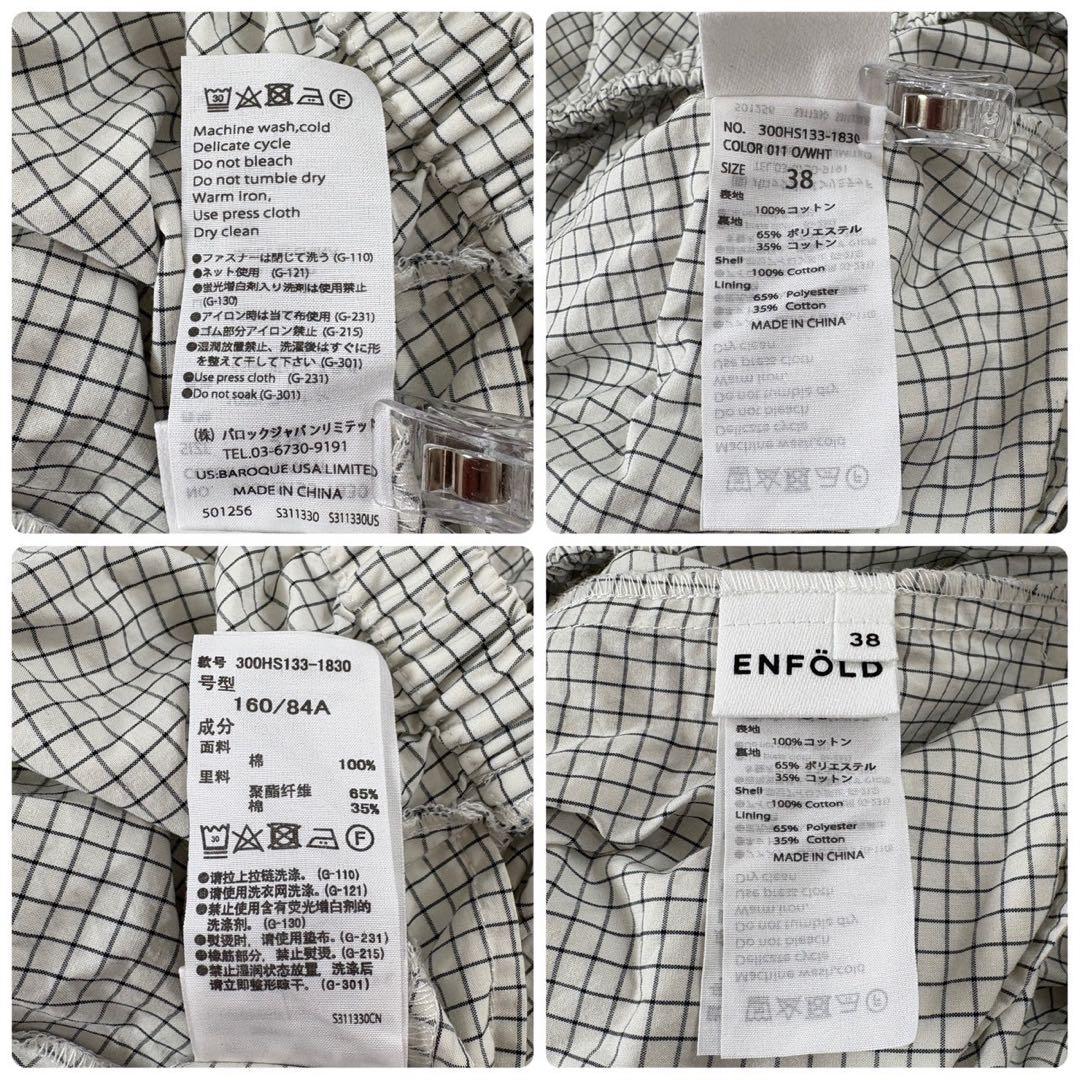 30
F
Machine wash,cold
Delicate cycle
Do not bleach
Do not tumble dry
Warm iron,
Use press cloth
Dry clean
●ファスナーは閉じて洗う (G-110)
●ネット使用 (G-121)
●蛍光増白剤入り洗剤は使用禁止
(G-130)
●アイロン時は当て布使用 (G-231)
●ゴム部分アイロン禁止 (G-215)
●湿潤放置禁止、洗濯後はすぐに形
を整えて干して下さい (G-301)
●Use press cloth (G-231)
●Do not soak (G-301)
(株) バロックジャパンリミテッド
TEL.03-6730-9191
US:BAROQUE USA LIMITED
MADE IN CHINA
501256 S311330 S311330US
NO. 300HS133-1830
COLOR 011 O/WHT
SIZE 38
表地
100% コットン
裏地
65% ポリエステル
35% コットン
Shell
100% Cotton
Lining
65% Polyester
35% Cotton
MADE IN CHINA
款号 300HS133-1830
号型
160/84A
成分
面料
棉 100%
里料
聚酯纤维 65%
棉 35%
30
F
●请拉上拉链洗涤。(G-110)
●请使用洗衣网洗涤。(G-121)
●禁止使用含有荧光增白剂的
洗涤剂。(G-130)
●熨烫时，请使用垫布。(G-231)
●橡筋部分，禁止熨烫。(G-215)
●禁止湿润状态放置，洗涤后
请立即整形晾干。(G-301)
S311330CN
38
ENFÖLD
表地
100% コットン
裏地
65% ポリエステル
35% コットン
Shell
100% Cotton
Lining
65% Polyester
35% Cotton
MADE IN CHINA